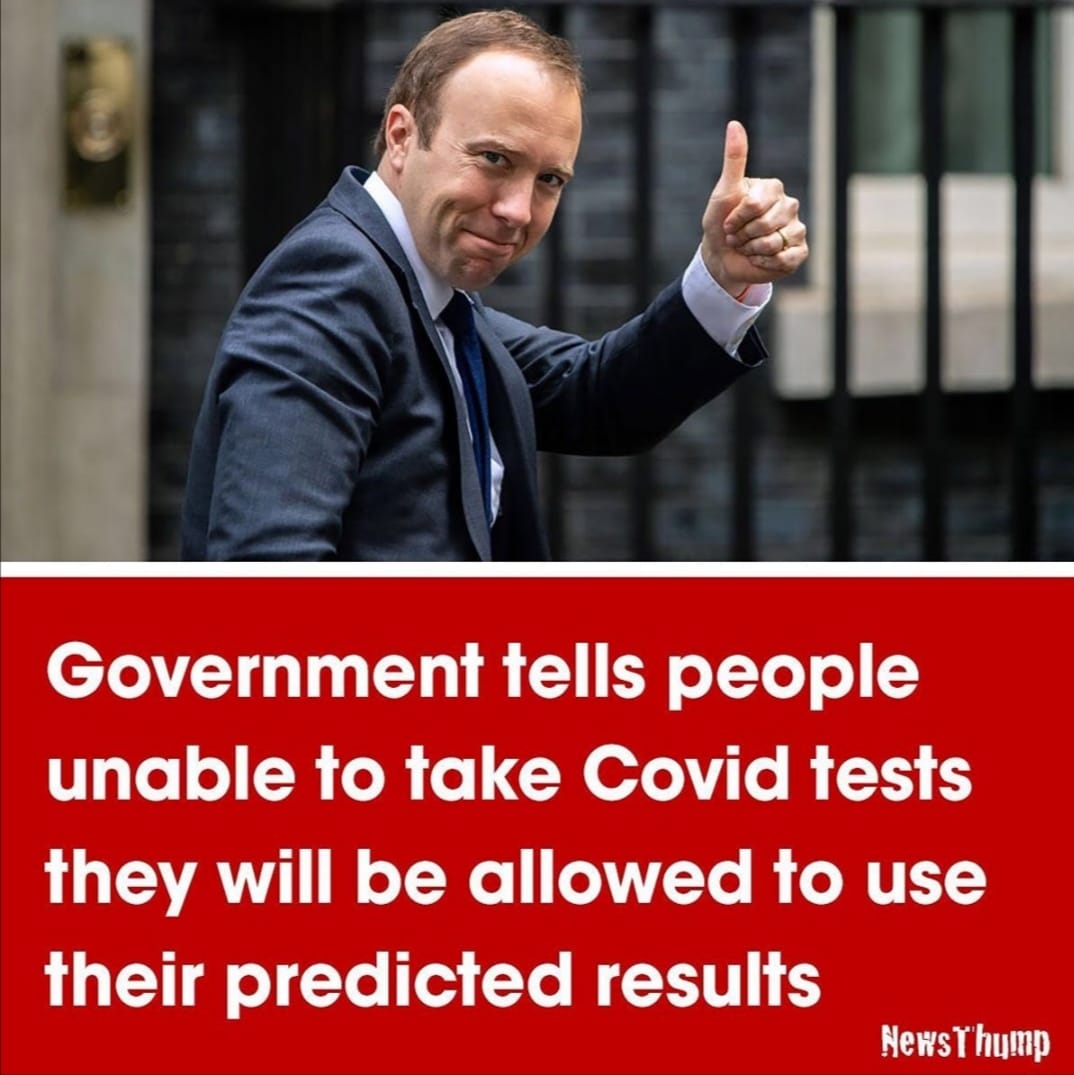 Government tells people
unable to take Covid tests
they will be allowed to use
their predicted results
NewsThump